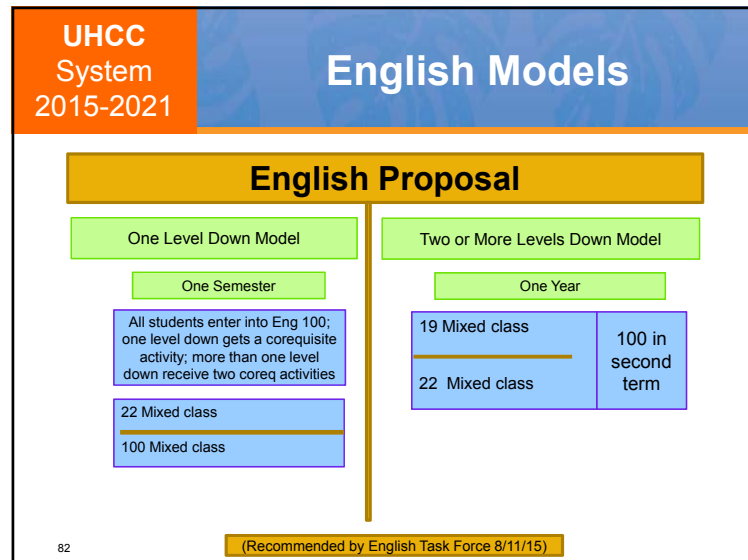 UHCC
System
2015-2021
English Models
English Proposal
One Level Down Model
One Semester
All students enter into Eng 100;
one level down gets a corequisite
activity; more than one level
down receive two coreq activities
22 Mixed class
100 Mixed class
Two or More Levels Down Model
One Year
19 Mixed class
22 Mixed class
100 in
second
term
82
(Recommended by English Task Force 8/11/15)